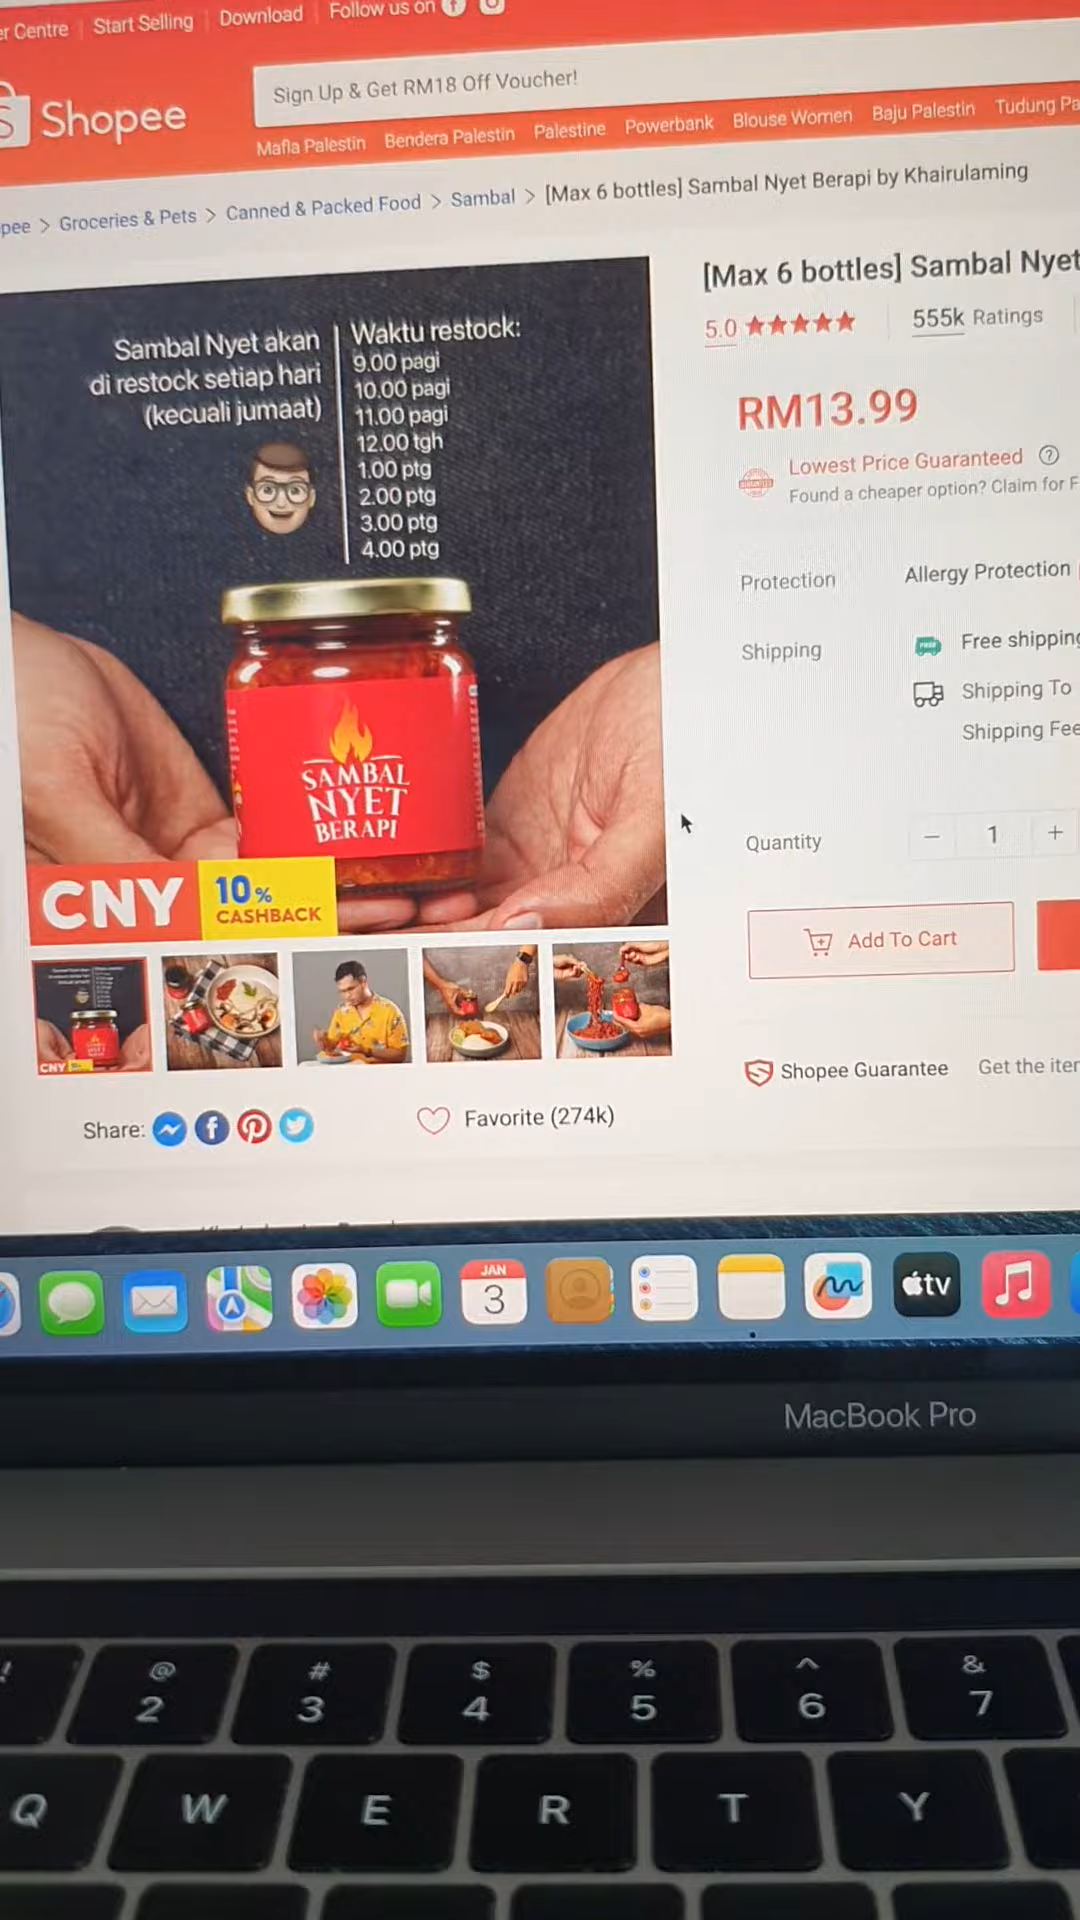 er Centre
Start Selling
Download
Follow us on
Shopee
Sign Up & Get RM18 Off Voucher!
Mafla Palestin
Bendera Palestin
Palestine
Powerbank
Blouse Women
Baju Palestin
Tudung Pa
pee > Groceries & Pets > Canned & Packed Food > Sambal > [Max 6 bottles] Sambal Nyet Berapi by Khairulaming
Sambal Nyet akan
di restock setiap hari
(kecuali jumaat)
Waktu restock:
9.00 pagi
10.00 pagi
11.00 pagi
12.00 tgh
1.00 ptg
2.00 ptg
3.00 ptg
4.00 ptg
SAMBAL
NYET
BERAPI
CNY
10%
CASHBACK
CNY
Share:
Favorite (274k)
[Max 6 bottles] Sambal Nyet
5.0
555k Ratings
RM13.99
Lowest Price Guaranteed ?
Found a cheaper option? Claim for F
Protection
Allergy Protection
Shipping
Free shipping
Shipping To
Shipping Fee
Quantity
− 1 +
Add To Cart
Shopee Guarantee
Get the iter
JAN
3
tv
MacBook Pro
!
@
2
#
3
$
4
%
5
^
6
&
7
Q
W
E
R
T
Y